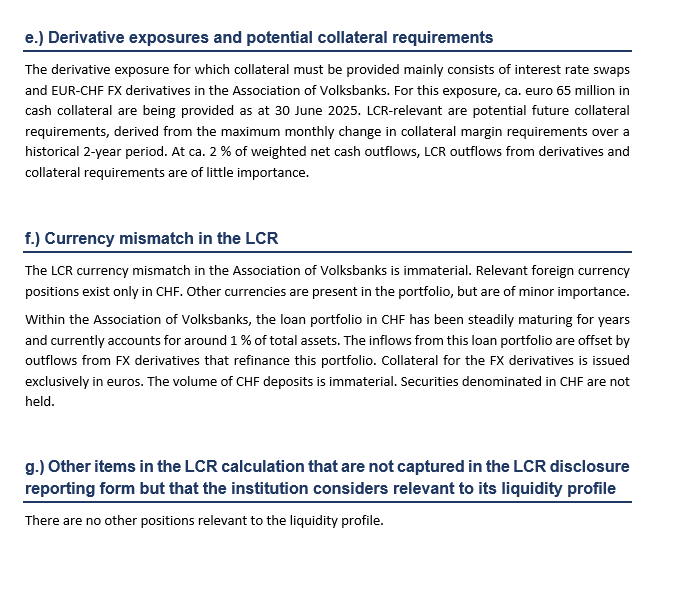 e.) Derivative exposures and potential collateral requirements
The derivative exposure for which collateral must be provided mainly consists of interest rate swaps
and EUR-CHF FX derivatives in the Association of Volksbanks. For this exposure, ca. euro 65 million in
cash collateral are being provided as at 30 June 2025. LCR-relevant are potential future collateral
requirements, derived from the maximum monthly change in collateral margin requirements over a
historical 2-year period. At ca. 2 % of weighted net cash outflows, LCR outflows from derivatives and
collateral requirements are of little importance.
f.) Currency mismatch in the LCR
The LCR currency mismatch in the Association of Volksbanks is immaterial. Relevant foreign currency
positions exist only in CHF. Other currencies are present in the portfolio, but are of minor importance.
Within the Association of Volksbanks, the loan portfolio in CHF has been steadily maturing for years
and currently accounts for around 1 % of total assets. The inflows from this loan portfolio are offset by
outflows from FX derivatives that refinance this portfolio. Collateral for the FX derivatives is issued
exclusively in euros. The volume of CHF deposits is immaterial. Securities denominated in CHF are not
held.
g.) Other items in the LCR calculation that are not captured in the LCR disclosure
reporting form but that the institution considers relevant to its liquidity profile
There are no other positions relevant to the liquidity profile.